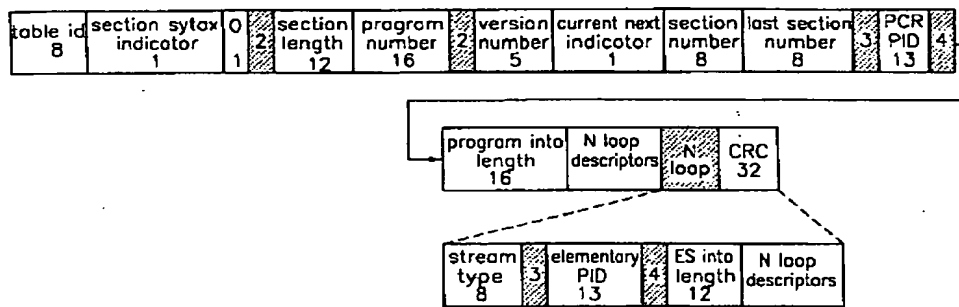 table id
8
section sytax
indicator
1
0
1
2
section
length
12
program
number
16
2
version
number
5
current next
indicator
1
section
number
8
last section
number
8
3
PCR
PID
13
4
program into
length
16
N loop
descriptors
N
loop
CRC
32
stream
type
8
3
elementary
PID
13
4
ES into
length
12
N loop
descriptors